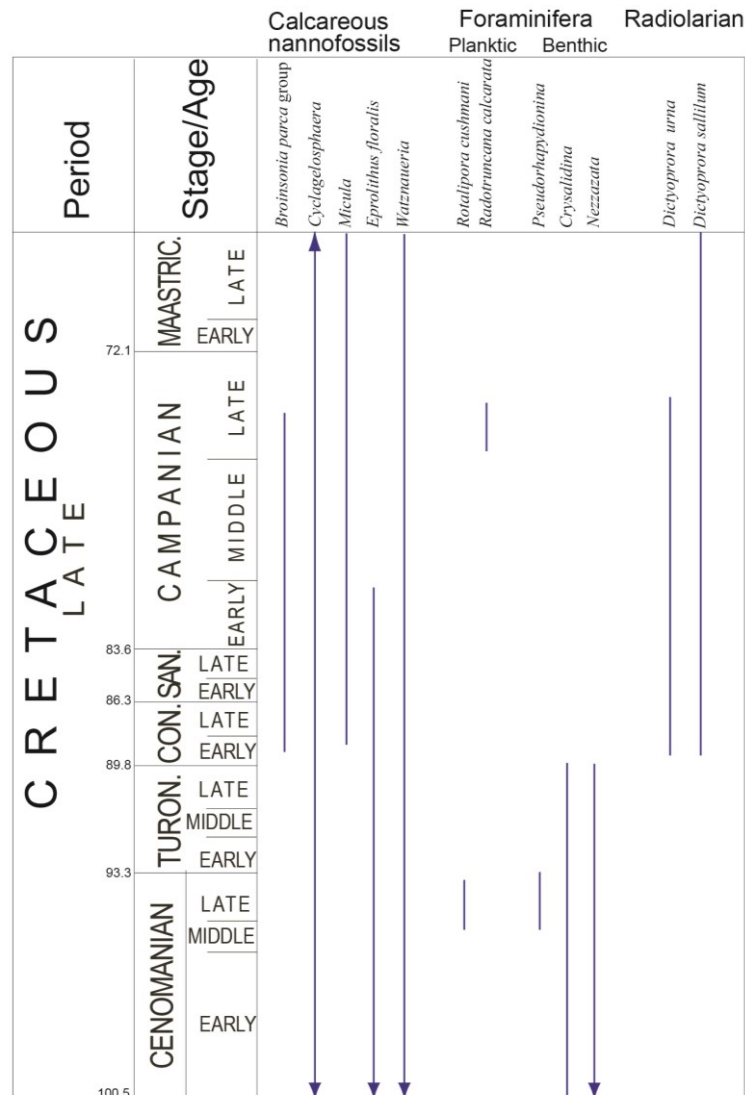 Calcareous
nannofossils
Foraminifera
Planktic Benthic
Radiolarian
Period
Stage/Age
Broinsonia parca group
Cyclagelosphaera
Micula
Eprolithus floralis
Watznaueria
Rotalipora cushmani
Radotruncana calcarata
Pseudorhapydionina
Crysalidina
Nezzazata
Dictyoprora urna
Dictyoprora sallilum
CRETACEOUS
LATE
MAASTRIC.
LATE
EARLY
72.1
CAMPANIAN
LATE
MIDDLE
EARLY
83.6
SAN.
LATE
EARLY
86.3
CON.
LATE
EARLY
89.8
TURON.
LATE
MIDDLE
EARLY
93.3
CENOMANIAN
LATE
MIDDLE
EARLY
100.5